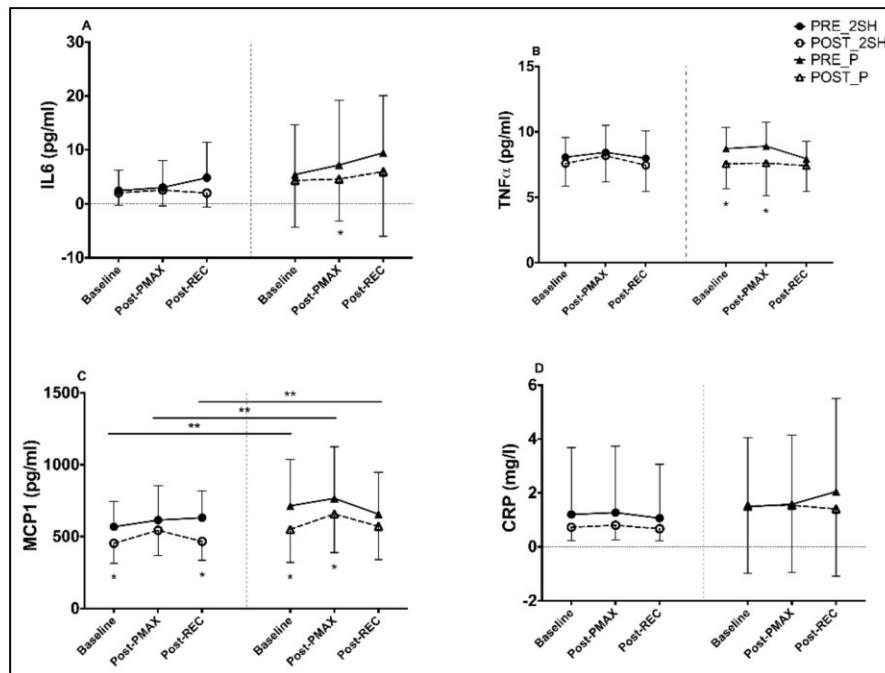 A
IL6 (pg/ml)
30
20
10
0
-10
Baseline
Post-PMAX
Post-REC
Baseline
Post-PMAX
Post-REC
*
B
TNFα (pg/ml)
15
10
5
0
Baseline
Post-PMAX
Post-REC
Baseline
Post-PMAX
Post-REC
*
*
PRE_2SH
POST_2SH
PRE_P
POST_P
C
MCP1 (pg/ml)
1500
1000
500
0
**
**
**
*
*
*
*
Baseline
Post-PMAX
Post-REC
Baseline
Post-PMAX
Post-REC
D
CRP (mg/l)
6
4
2
0
-2
Baseline
Post-PMAX
Post-REC
Baseline
Post-PMAX
Post-REC